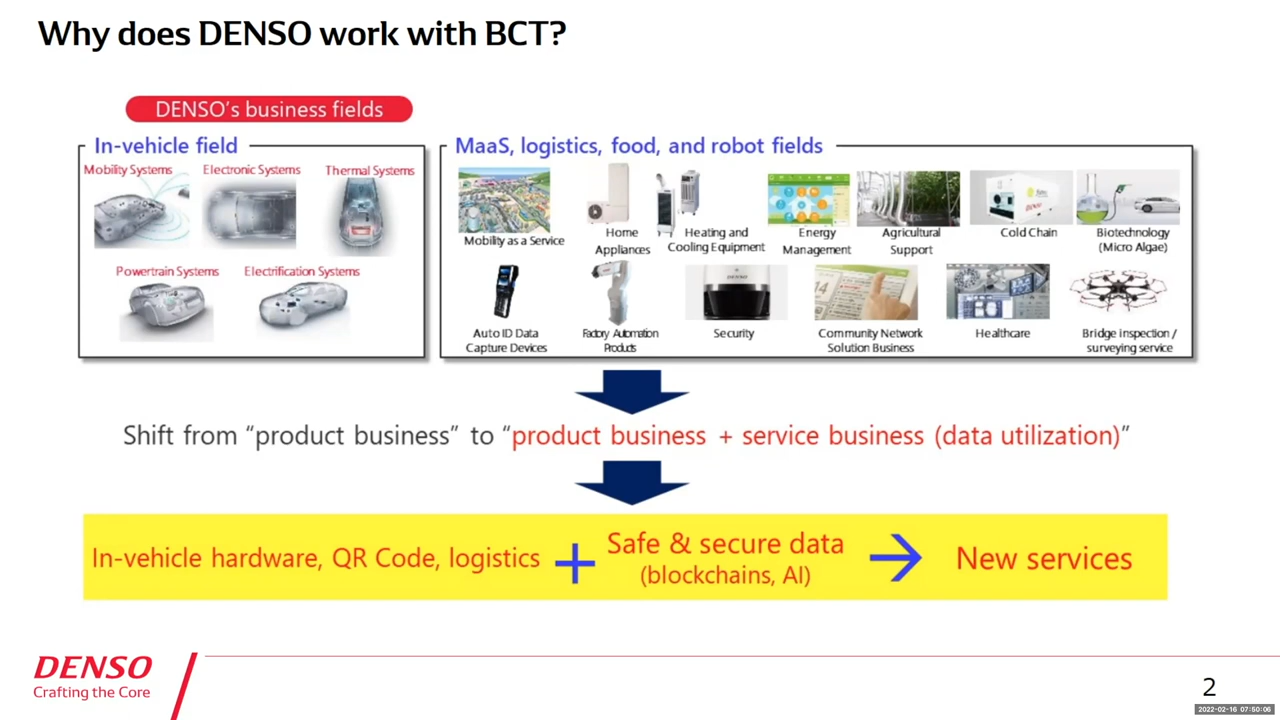 Why does DENSO work with BCT?
DENSO's business fields
In-vehicle field
Mobility Systems
Electronic Systems
Thermal Systems
Powertrain Systems
Electrification Systems
MaaS, logistics, food, and robot fields
Mobility as a Service
Home
Appliances
Heating and
Cooling Equipment
Energy
Management
Agricultural
Support
DENSO
Cold Chain
Biotechnology
(Micro Algae)
Auto ID Data
Capture Devices
Factory Automation
Products
DENSO
Security
14
Community Network
Solution Business
Healthcare
Bridge inspection /
surveying service
Shift from “product business” to “product business + service business (data utilization)”
In-vehicle hardware, QR Code, logistics
+
Safe & secure data
(blockchains, AI)
→
New services
DENSO
Crafting the Core
2
2022-02-16 07:50:06